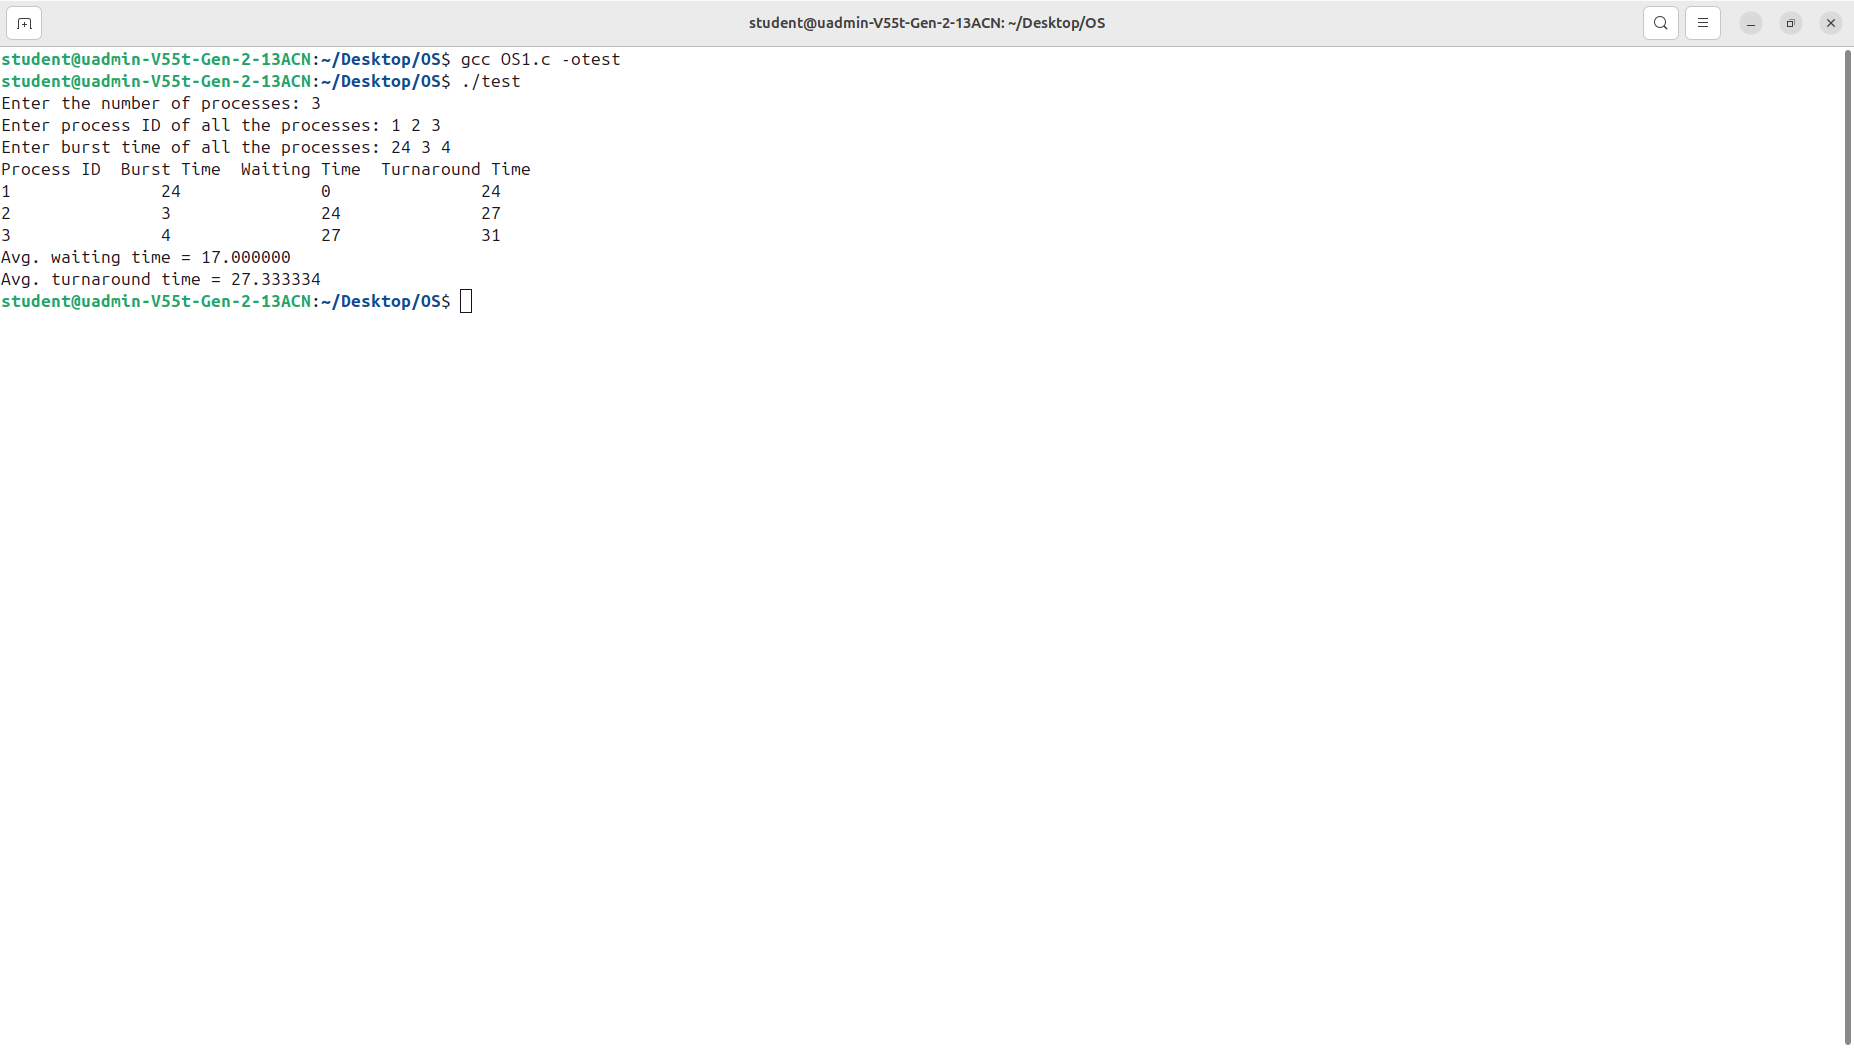 student@uadmin-V55t-Gen-2-13ACN: ~/Desktop/OS
student@uadmin-V55t-Gen-2-13ACN:~/Desktop/OS$ gcc OS1.c -otest
student@uadmin-V55t-Gen-2-13ACN:~/Desktop/OS$ ./test
Enter the number of processes: 3
Enter process ID of all the processes: 1 2 3
Enter burst time of all the processes: 24 3 4
Process ID  Burst Time  Waiting Time  Turnaround Time
1               24              0               24
2               3               24              27
3               4               27              31
Avg. waiting time = 17.000000
Avg. turnaround time = 27.333334
student@uadmin-V55t-Gen-2-13ACN:~/Desktop/OS$